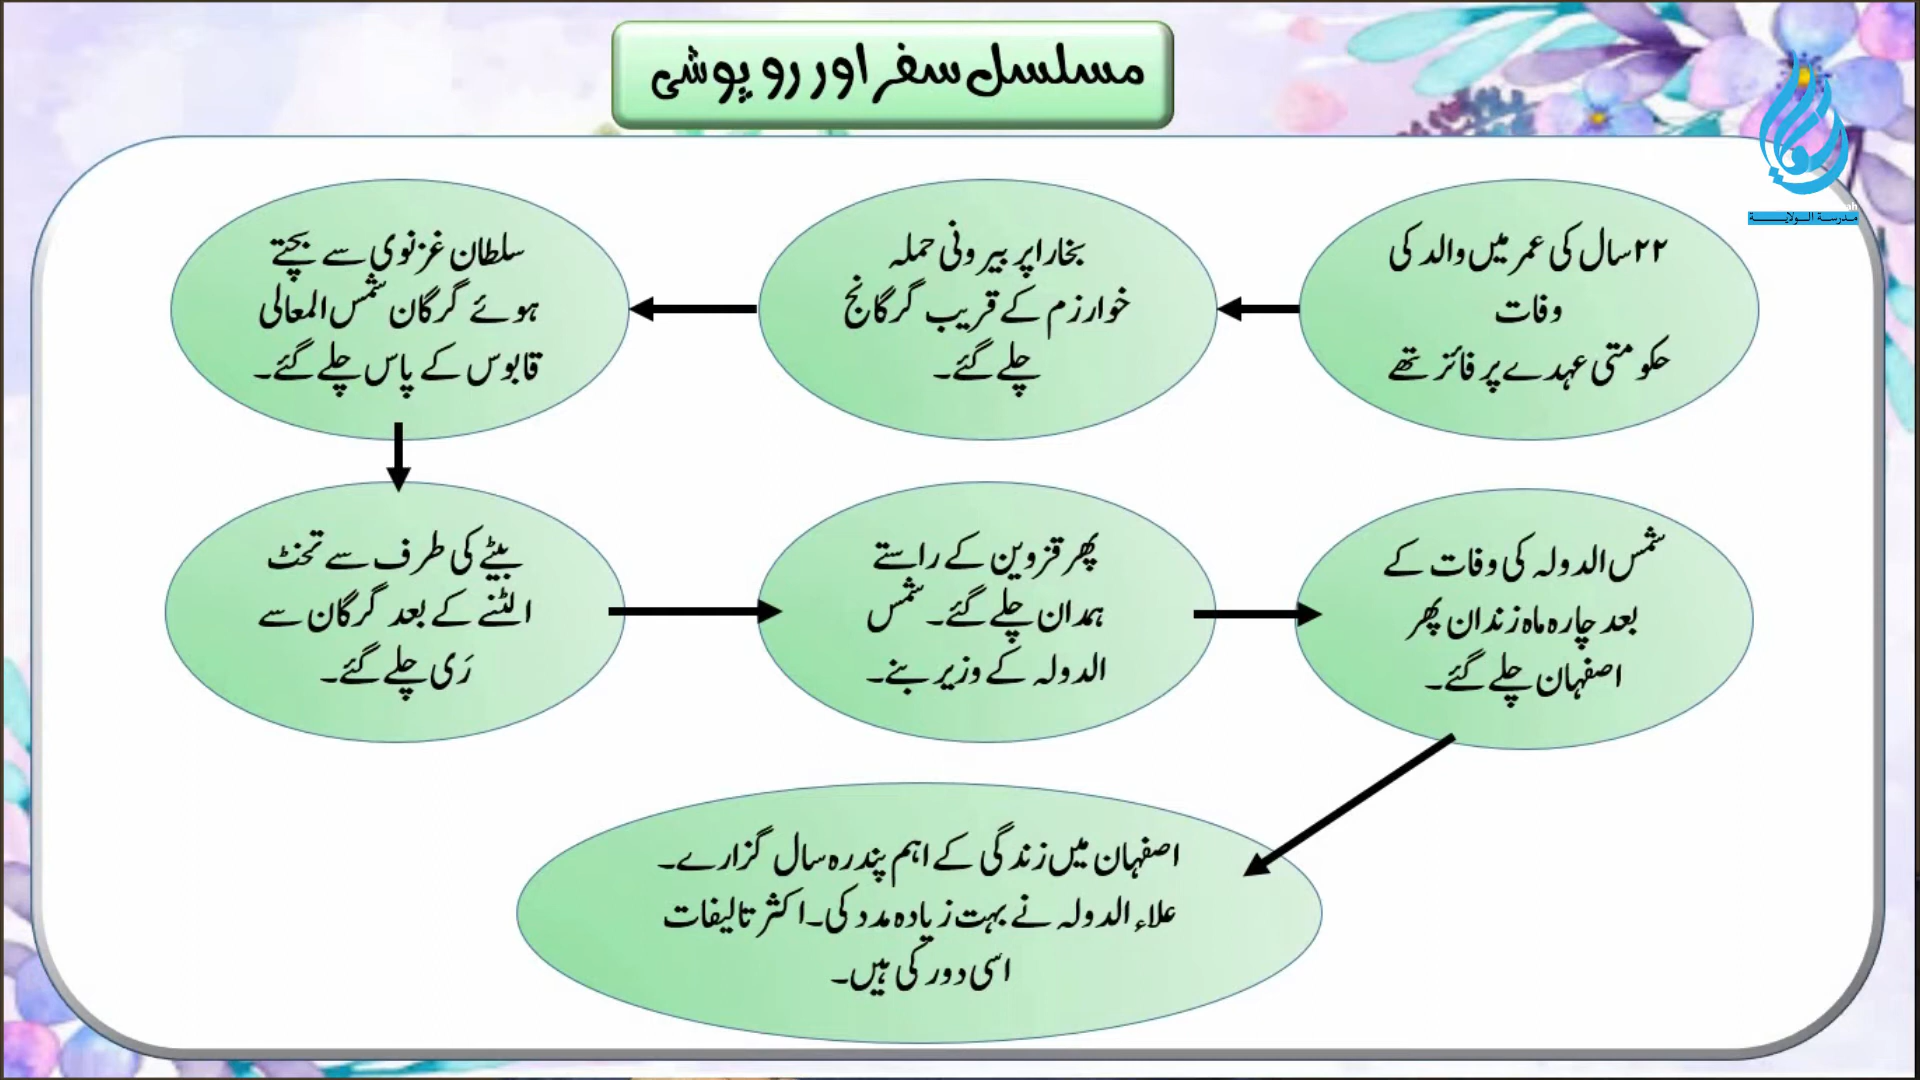 مسلسل سفر اور روپوشی
۲۲ سال کی عمر میں والد کی
وفات
حکومتی عہدے پر فائز تھے
بخارا پر بیرونی حملہ
خوارزم کے قریب گرگانج
چلے گئے۔
سلطان غزنوی سے بچتے
ہوئے گرگان شمس المعالی
قابوس کے پاس چلے گئے۔
بیٹے کی طرف سے تخت
الٹنے کے بعد گرگان سے
رَی چلے گئے۔
پھر قزوین کے راستے
ہمدان چلے گئے۔ شمس
الدولہ کے وزیر بنے۔
شمس الدولہ کی وفات کے
بعد چارہ ماہ زندان پھر
اصفہان چلے گئے۔
اصفہان میں زندگی کے اہم پندرہ سال گزارے۔
علاء الدولہ نے بہت زیادہ مدد کی۔ اکثر تالیفات
اسی دور کی ہیں۔
مدرسة الولاية